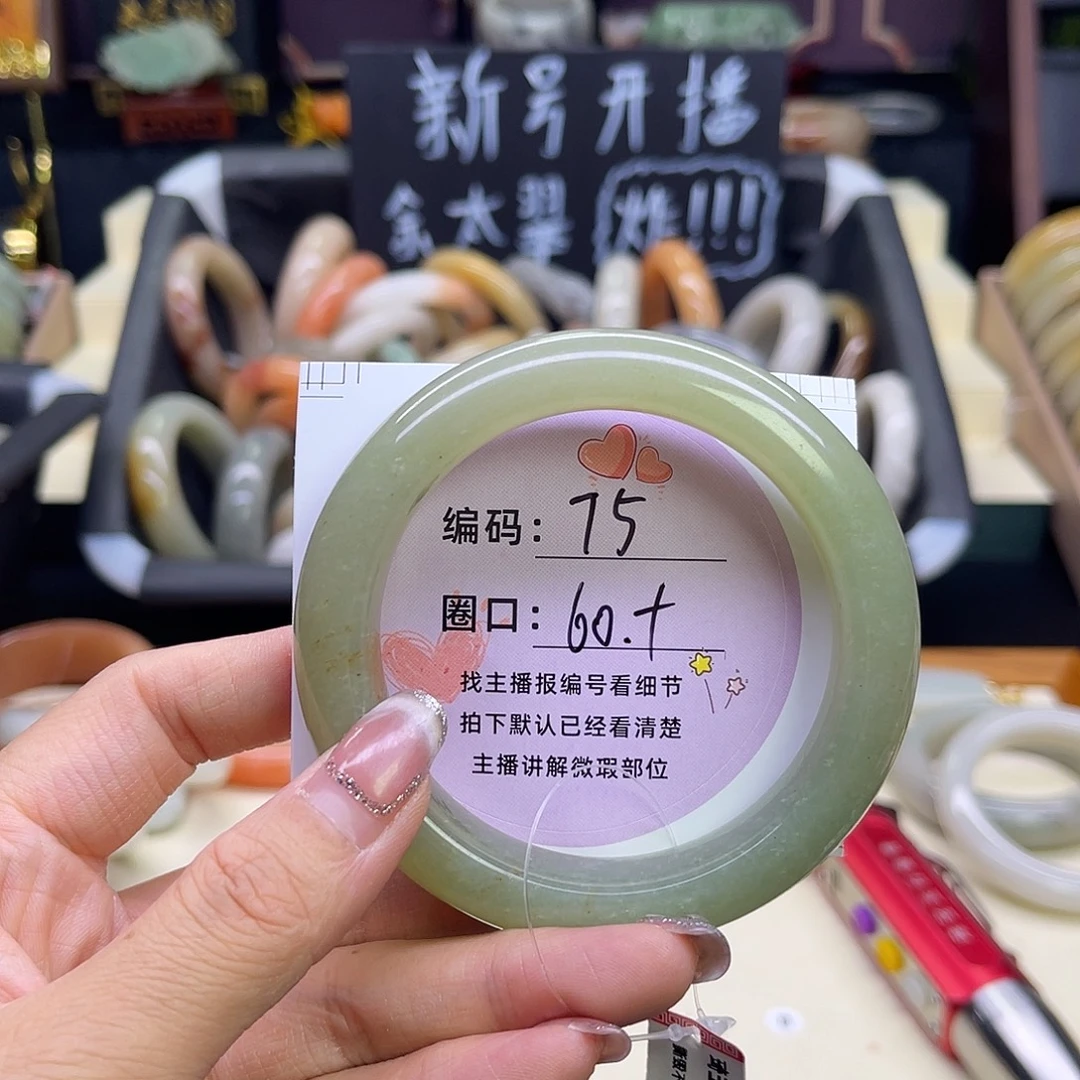 新号开播
金太翠 炸!!!
编码: 75
圈口: 60.+
找主播报编号看细节
拍下默认已经看清楚
主播讲解微瑕部位